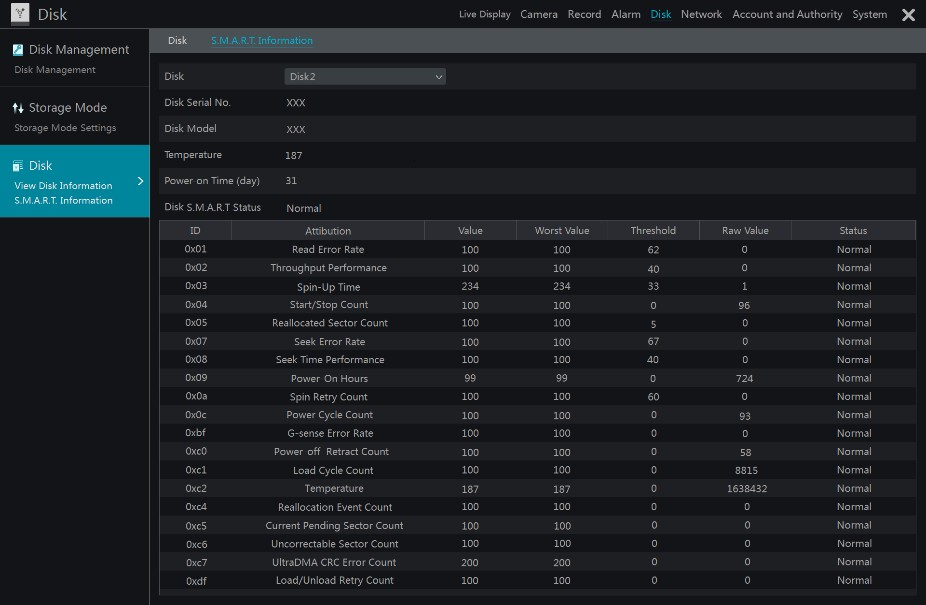 Disk
Live Display Camera Record Alarm Disk Network Account and Authority System
Disk Management
Disk Management
Storage Mode
Storage Mode Settings
Disk
View Disk Information
S.M.A.R.T. Information
Disk S.M.A.R.T. Information
Disk Disk2
Disk Serial No. XXX
Disk Model XXX
Temperature 187
Power on Time (day) 31
Disk S.M.A.R.T Status Normal
ID Attibution Value Worst Value Threshold Raw Value Status
0x01 Read Error Rate 100 100 62 0 Normal
0x02 Throughput Performance 100 100 40 0 Normal
0x03 Spin-Up Time 234 234 33 1 Normal
0x04 Start/Stop Count 100 100 0 96 Normal
0x05 Reallocated Sector Count 100 100 5 0 Normal
0x07 Seek Error Rate 100 100 67 0 Normal
0x08 Seek Time Performance 100 100 40 0 Normal
0x09 Power On Hours 99 99 0 724 Normal
0x0a Spin Retry Count 100 100 60 0 Normal
0x0c Power Cycle Count 100 100 0 93 Normal
0xbf G-sense Error Rate 100 100 0 0 Normal
0xc0 Power off Retract Count 100 100 0 58 Normal
0xc1 Load Cycle Count 100 100 0 8815 Normal
0xc2 Temperature 187 187 0 1638432 Normal
0xc4 Reallocation Event Count 100 100 0 0 Normal
0xc5 Current Pending Sector Count 100 100 0 0 Normal
0xc6 Uncorrectable Sector Count 100 100 0 0 Normal
0xc7 UltraDMA CRC Error Count 200 200 0 0 Normal
0xdf Load/Unload Retry Count 100 100 0 0 Normal